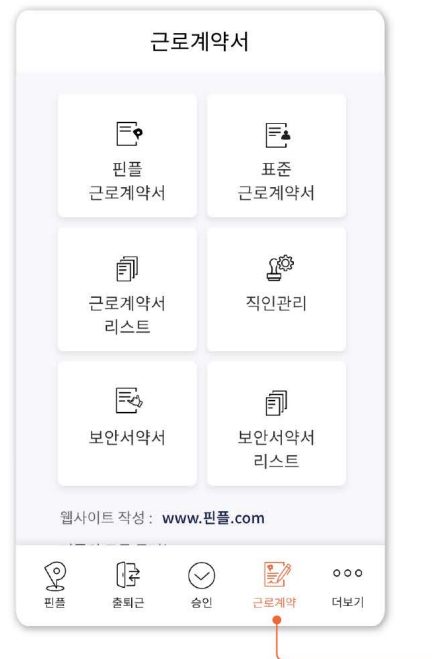 근로계약서
핀플
근로계약서
표준
근로계약서
근로계약서
리스트
직인관리
보안서약서
보안서약서
리스트
웹사이트 작성 : www.핀플.com
핀플
출퇴근
승인
근로계약
더보기